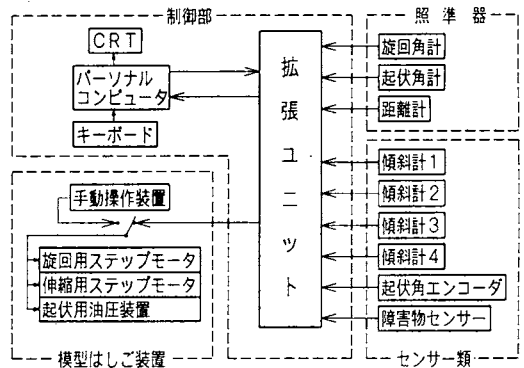 制御部
CRT
パーソナル
コンピュータ
キーボード
拡張ユニット
照準器
旋回角計
起伏角計
距離計
傾斜計1
傾斜計2
傾斜計3
傾斜計4
起伏角エンコーダ
障害物センサー
センサー類
手動操作装置
旋回用ステップモータ
伸縮用ステップモータ
起伏用油圧装置
模型はしご装置